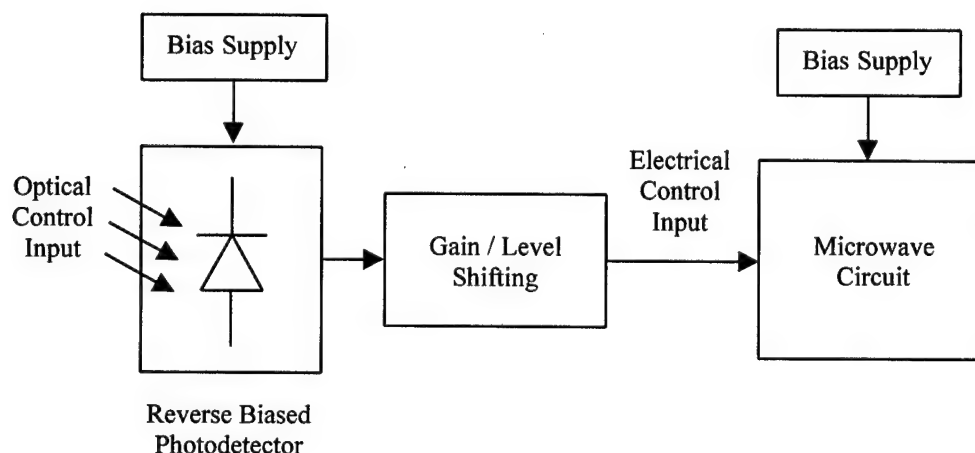 Bias Supply
Bias Supply
Optical
Control
Input
Electrical
Control
Input
Gain / Level
Shifting
Microwave
Circuit
Reverse Biased
Photodetector